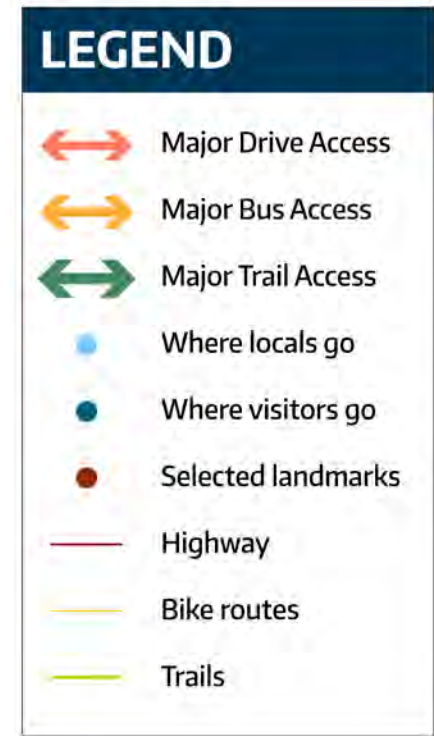 LEGEND
Major Drive Access
Major Bus Access
Major Trail Access
Where locals go
Where visitors go
Selected landmarks
Highway
Bike routes
Trails